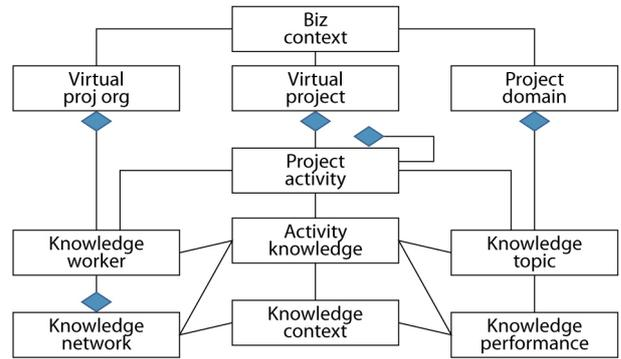 Biz
context
Virtual
proj org
Virtual
project
Project
domain
Project
activity
Knowledge
worker
Activity
knowledge
Knowledge
topic
Knowledge
network
Knowledge
context
Knowledge
performance